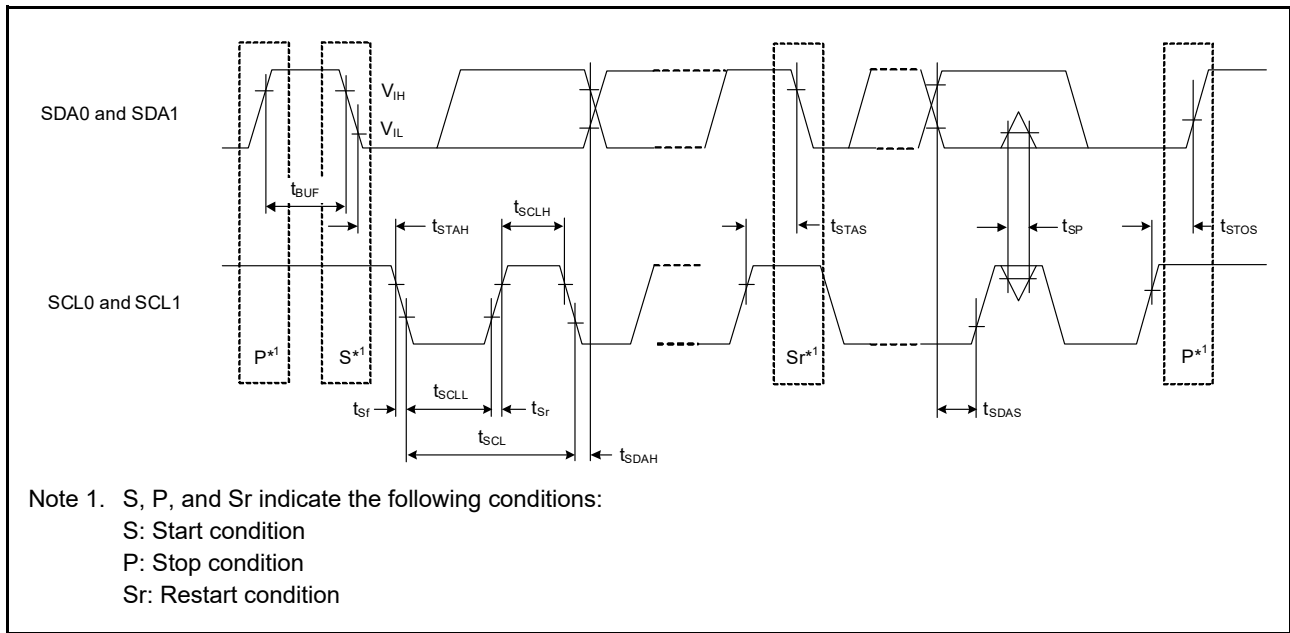 SDA0 and SDA1
VIH
VIL
tBUF
tSTAH
tSCLH
tSTAS
tSP
tSTOS
SCL0 and SCL1
P*1
S*1
Sr*1
P*1
tSf
tSCLL
tSr
tSDAS
tSCL
tSDAH
Note 1. S, P, and Sr indicate the following conditions:
S: Start condition
P: Stop condition
Sr: Restart condition